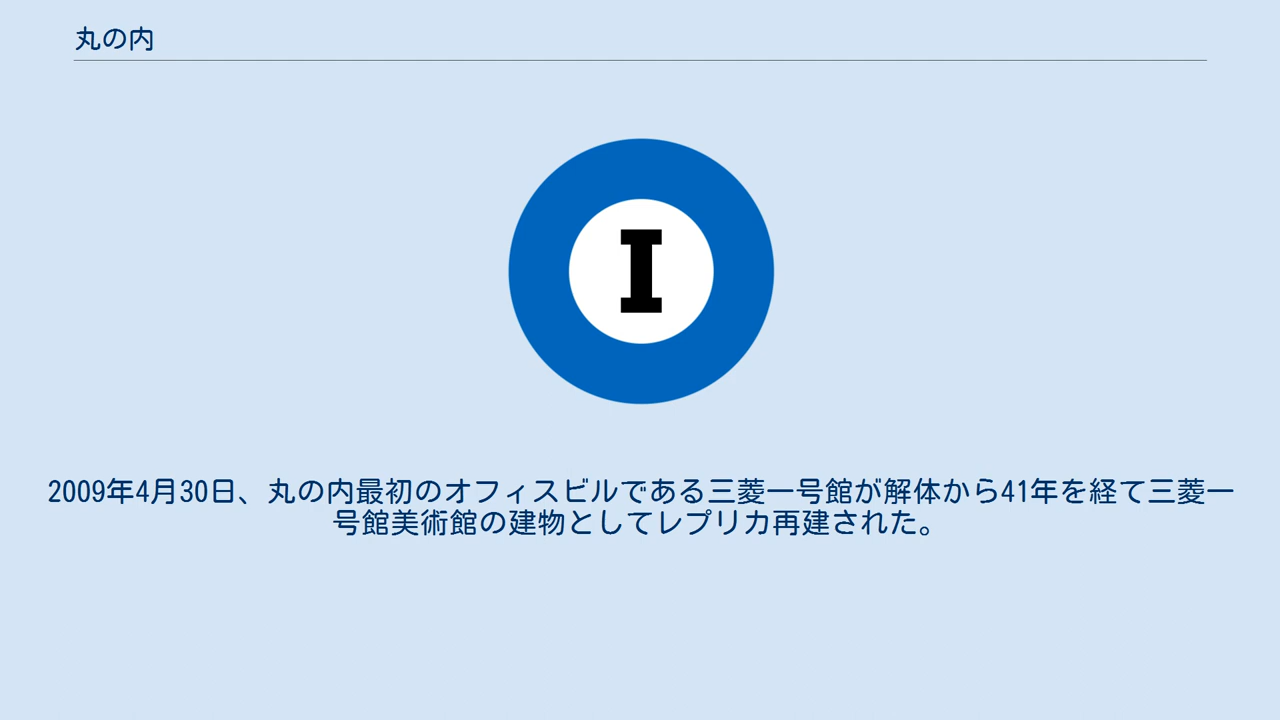 丸の内
I
2009年4月30日、丸の内最初のオフィスビルである三菱一号館が解体から41年を経て三菱一
号館美術館の建物としてレプリカ再建された。